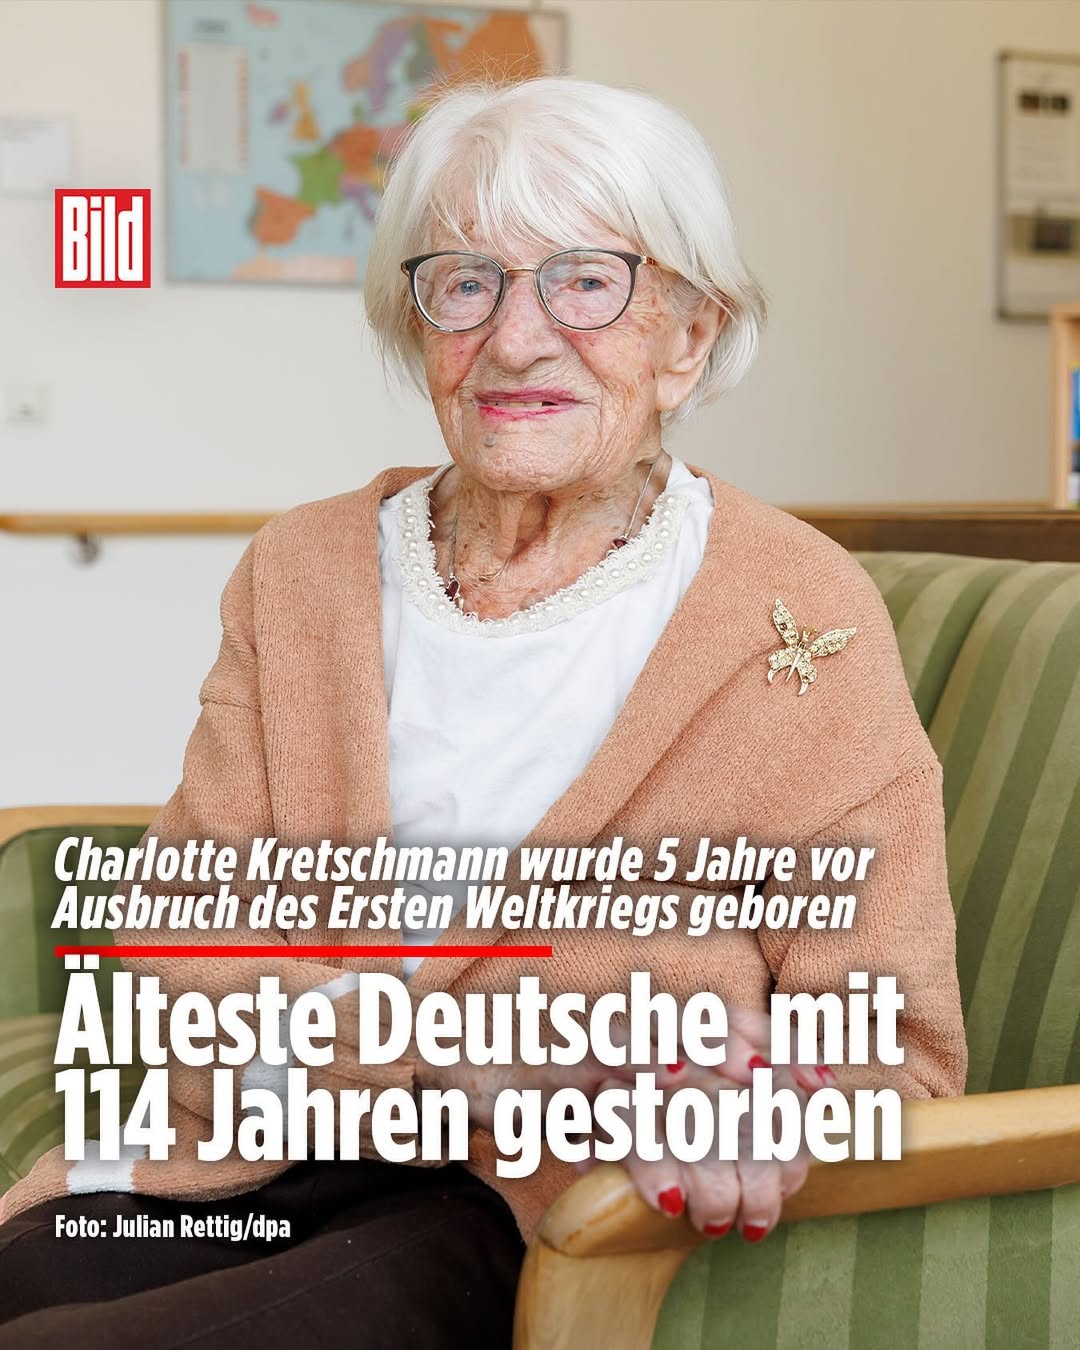 Bild
Charlotte Kretschmann wurde 5 Jahre vor
Ausbruch des Ersten Weltkriegs geboren
Älteste Deutsche mit
114 Jahren gestorben
Foto: Julian Rettig/dpa